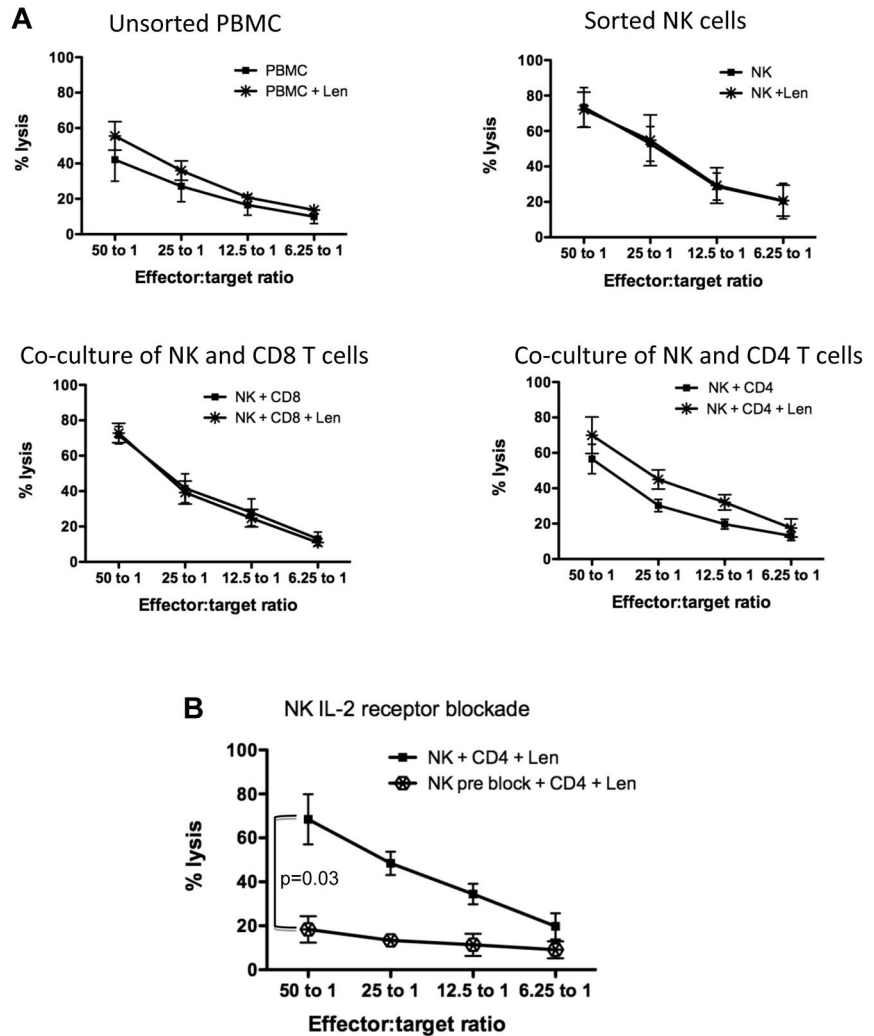 A
Unsorted PBMC
100
80
60
40
20
0
% lysis
PBMC
PBMC + Len
50 to 1 25 to 1 12.5 to 1 6.25 to 1
Effector:target ratio
Sorted NK cells
100
80
60
40
20
0
% lysis
NK
NK +Len
50 to 1 25 to 1 12.5 to 1 6.25 to 1
Effector:target ratio
Co-culture of NK and CD8 T cells
100
80
60
40
20
0
% lysis
NK + CD8
NK + CD8 + Len
50 to 1 25 to 1 12.5 to 1 6.25 to 1
Effector:target ratio
Co-culture of NK and CD4 T cells
100
80
60
40
20
0
% lysis
NK + CD4
NK + CD4 + Len
50 to 1 25 to 1 12.5 to 1 6.25 to 1
Effector:target ratio
B
NK IL-2 receptor blockade
100
80
60
40
20
0
% lysis
NK + CD4 + Len
NK pre block + CD4 + Len
p=0.03
50 to 1 25 to 1 12.5 to 1 6.25 to 1
Effector:target ratio